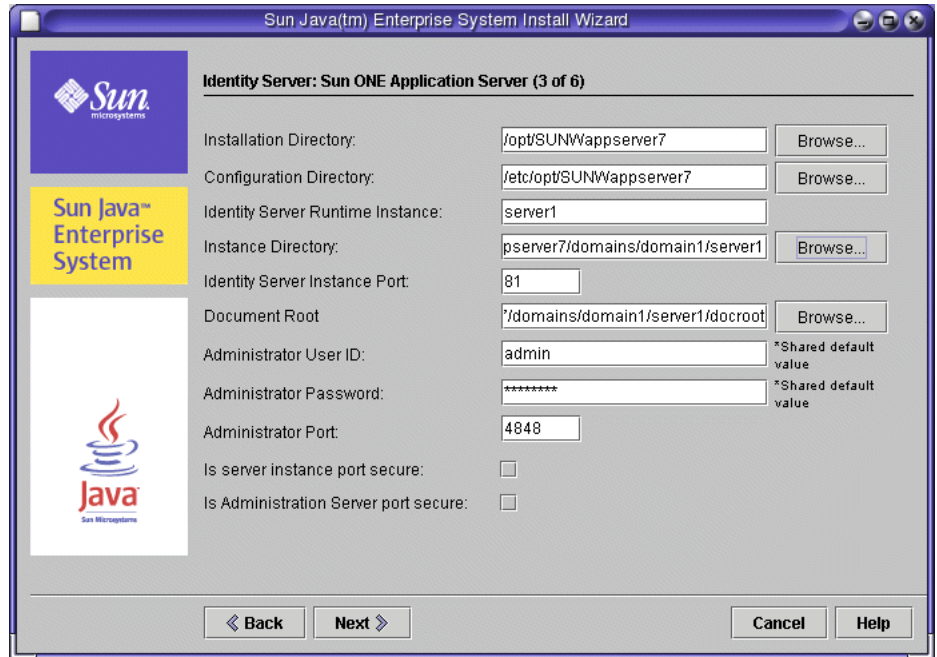 Sun Java(tm) Enterprise System Install Wizard
Sun
microsystems
Identity Server: Sun ONE Application Server (3 of 6)
Installation Directory: /opt/SUNWappserver7 Browse...
Configuration Directory: /etc/opt/SUNWappserver7 Browse...
Identity Server Runtime Instance: server1
Sun Java™
Enterprise
System
Instance Directory: pserver7/domains/domain1/server1 Browse...
Identity Server Instance Port: 81
Document Root '/domains/domain1/server1/docroot Browse...
Administrator User ID: admin *Shared default
value
Administrator Password: ******** *Shared default
value
Administrator Port: 4848
Is server instance port secure:
Is Administration Server port secure:
Java
Sun Microsystems
Back Next Cancel Help